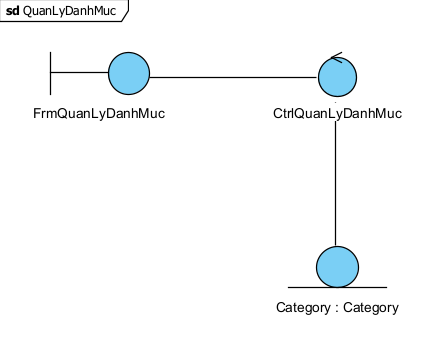 sd QuanLyDanhMuc
FrmQuanLyDanhMuc
CtrlQuanLyDanhMuc
Category : Category